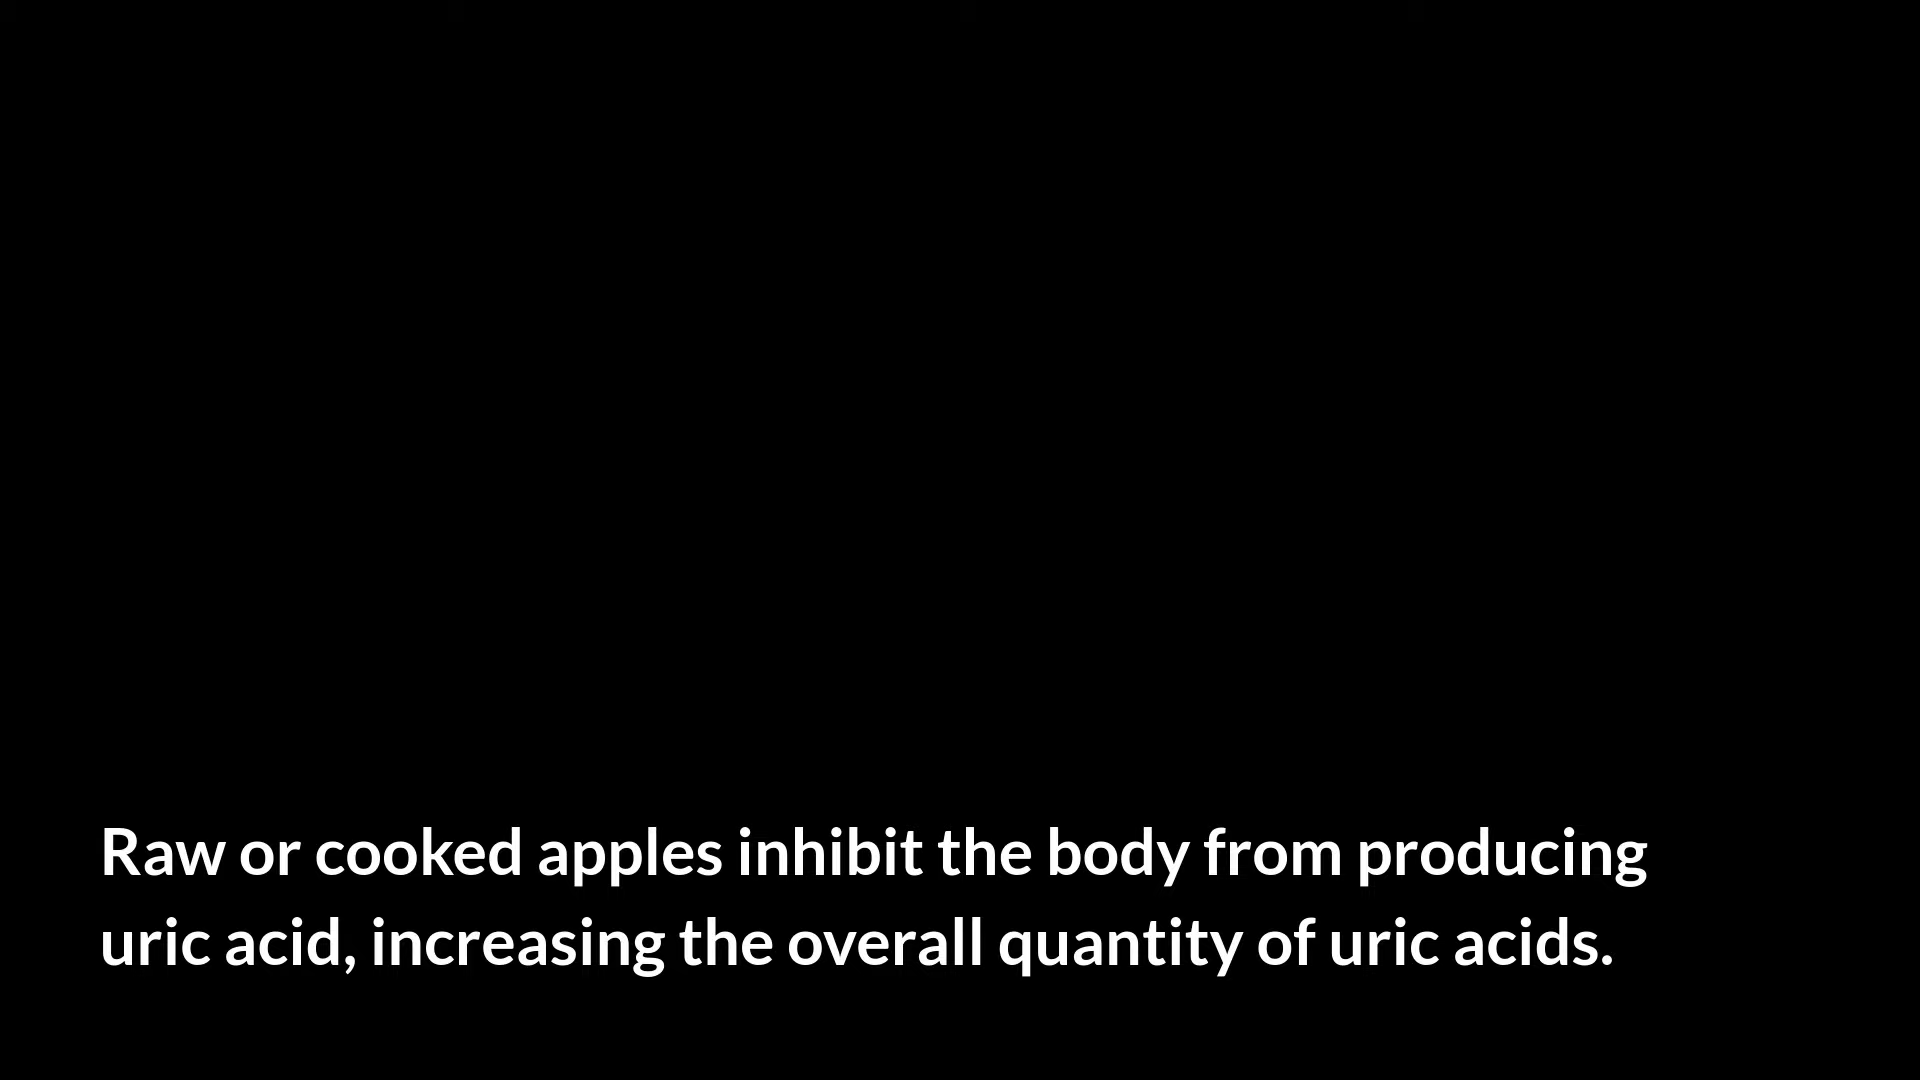 Raw or cooked apples inhibit the body from producing
uric acid, increasing the overall quantity of uric acids.